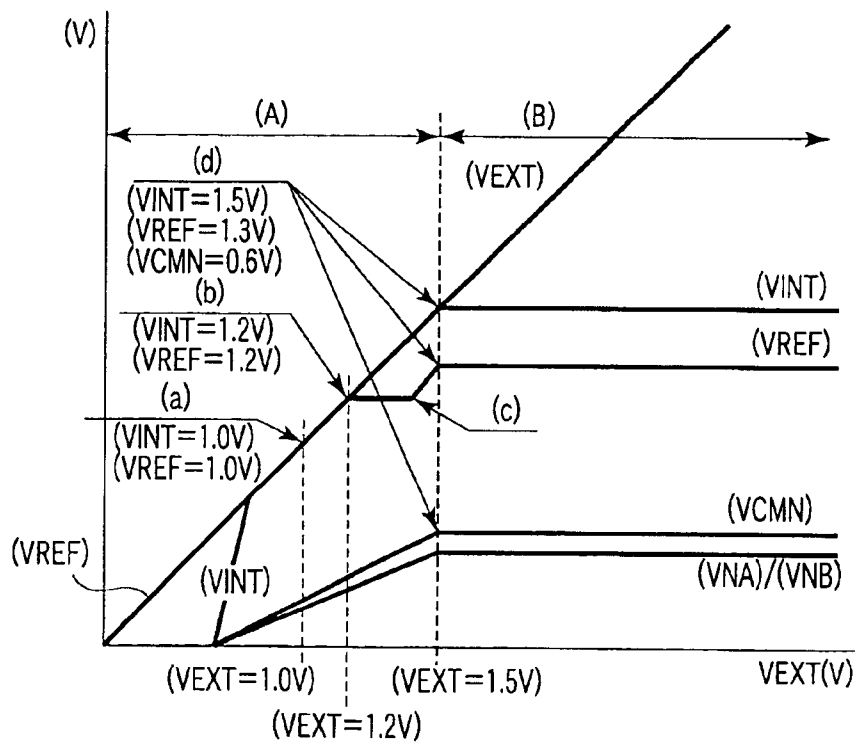 (V)
(A)
(B)
(d)
(VINT=1.5V)
(VREF=1.3V)
(VCMN=0.6V)
(VEXT)
(b)
(VINT=1.2V)
(VREF=1.2V)
(VINT)
(VREF)
(a)
(VINT=1.0V)
(VREF=1.0V)
(c)
(VCMN)
(VREF)
(VINT)
(VNA)/(VNB)
(VEXT=1.0V)
(VEXT=1.5V)
VEXT(V)
(VEXT=1.2V)